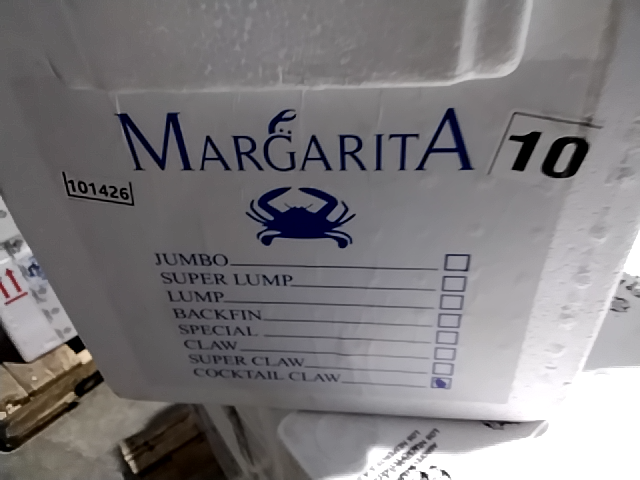 MARGARITA
10
101426
JUMBO
SUPER LUMP
LUMP
BACKFIN
SPECIAL
CLAW
SUPER CLAW
COCKTAIL CLAW